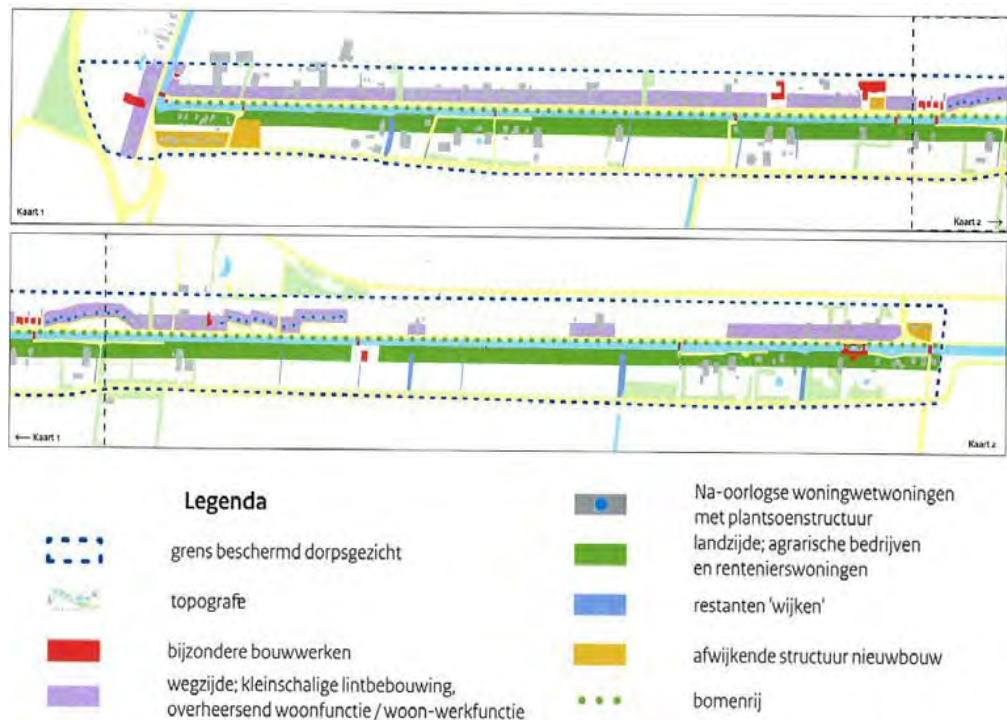 Kaart 1
Kaart 2 →
← Kaart 1
Kaart 2
Legenda
grens beschermd dorpsgezicht
topografie
bijzondere bouwwerken
wegzijde; kleinschalige lintbebouwing,
overheersend woonfunctie / woon-werkfunctie
Na-oorlogse woningwetwoningen
met plantsoenstructuur
landzijde; agrarische bedrijven
en rentenierswoningen
restanten 'wijken'
afwijkende structuur nieuwbouw
bomenrij